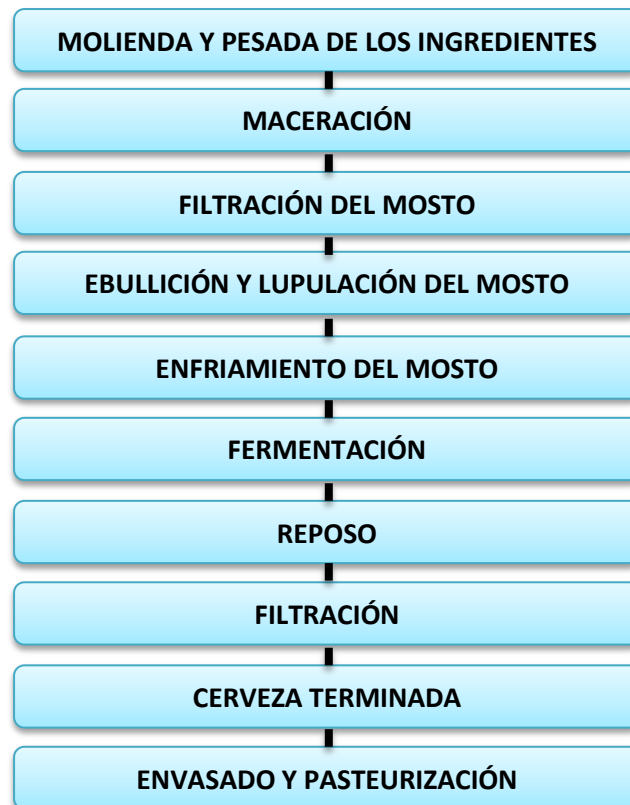 MOLIENDA Y PESADA DE LOS INGREDIENTES
MACERACIÓN
FILTRACIÓN DEL MOSTO
EBULLICIÓN Y LUPULACIÓN DEL MOSTO
ENFRIAMIENTO DEL MOSTO
FERMENTACIÓN
REPOSO
FILTRACIÓN
CERVEZA TERMINADA
ENVASADO Y PASTEURIZACIÓN